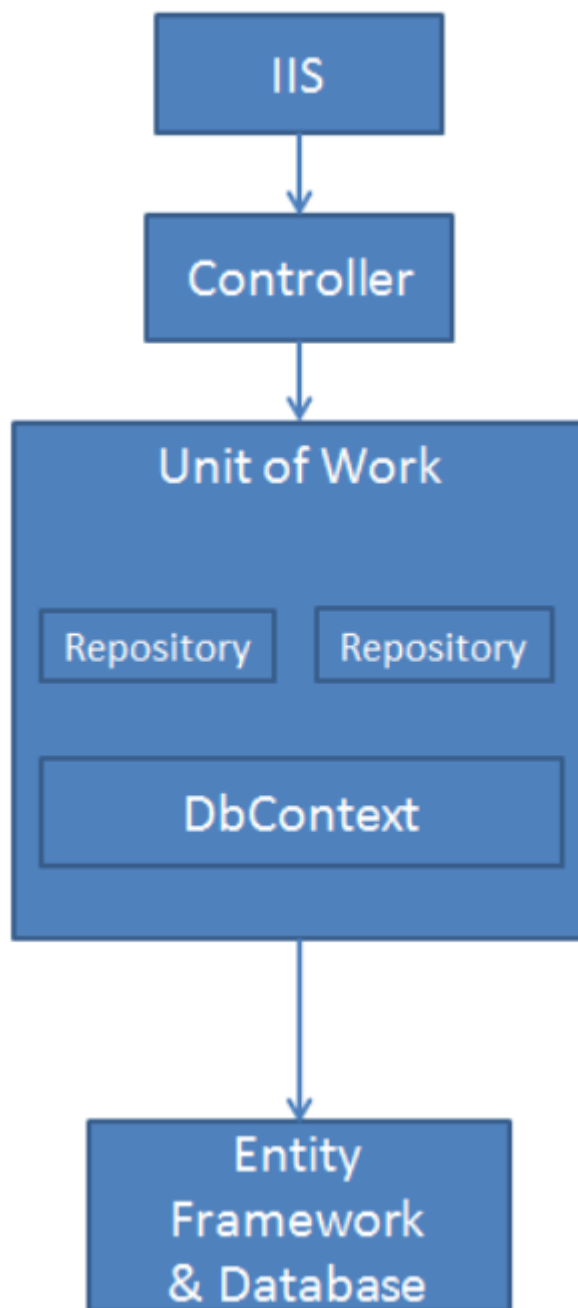 IIS
Controller
Unit of Work
Repository Repository
DbContext
Entity
Framework
& Database